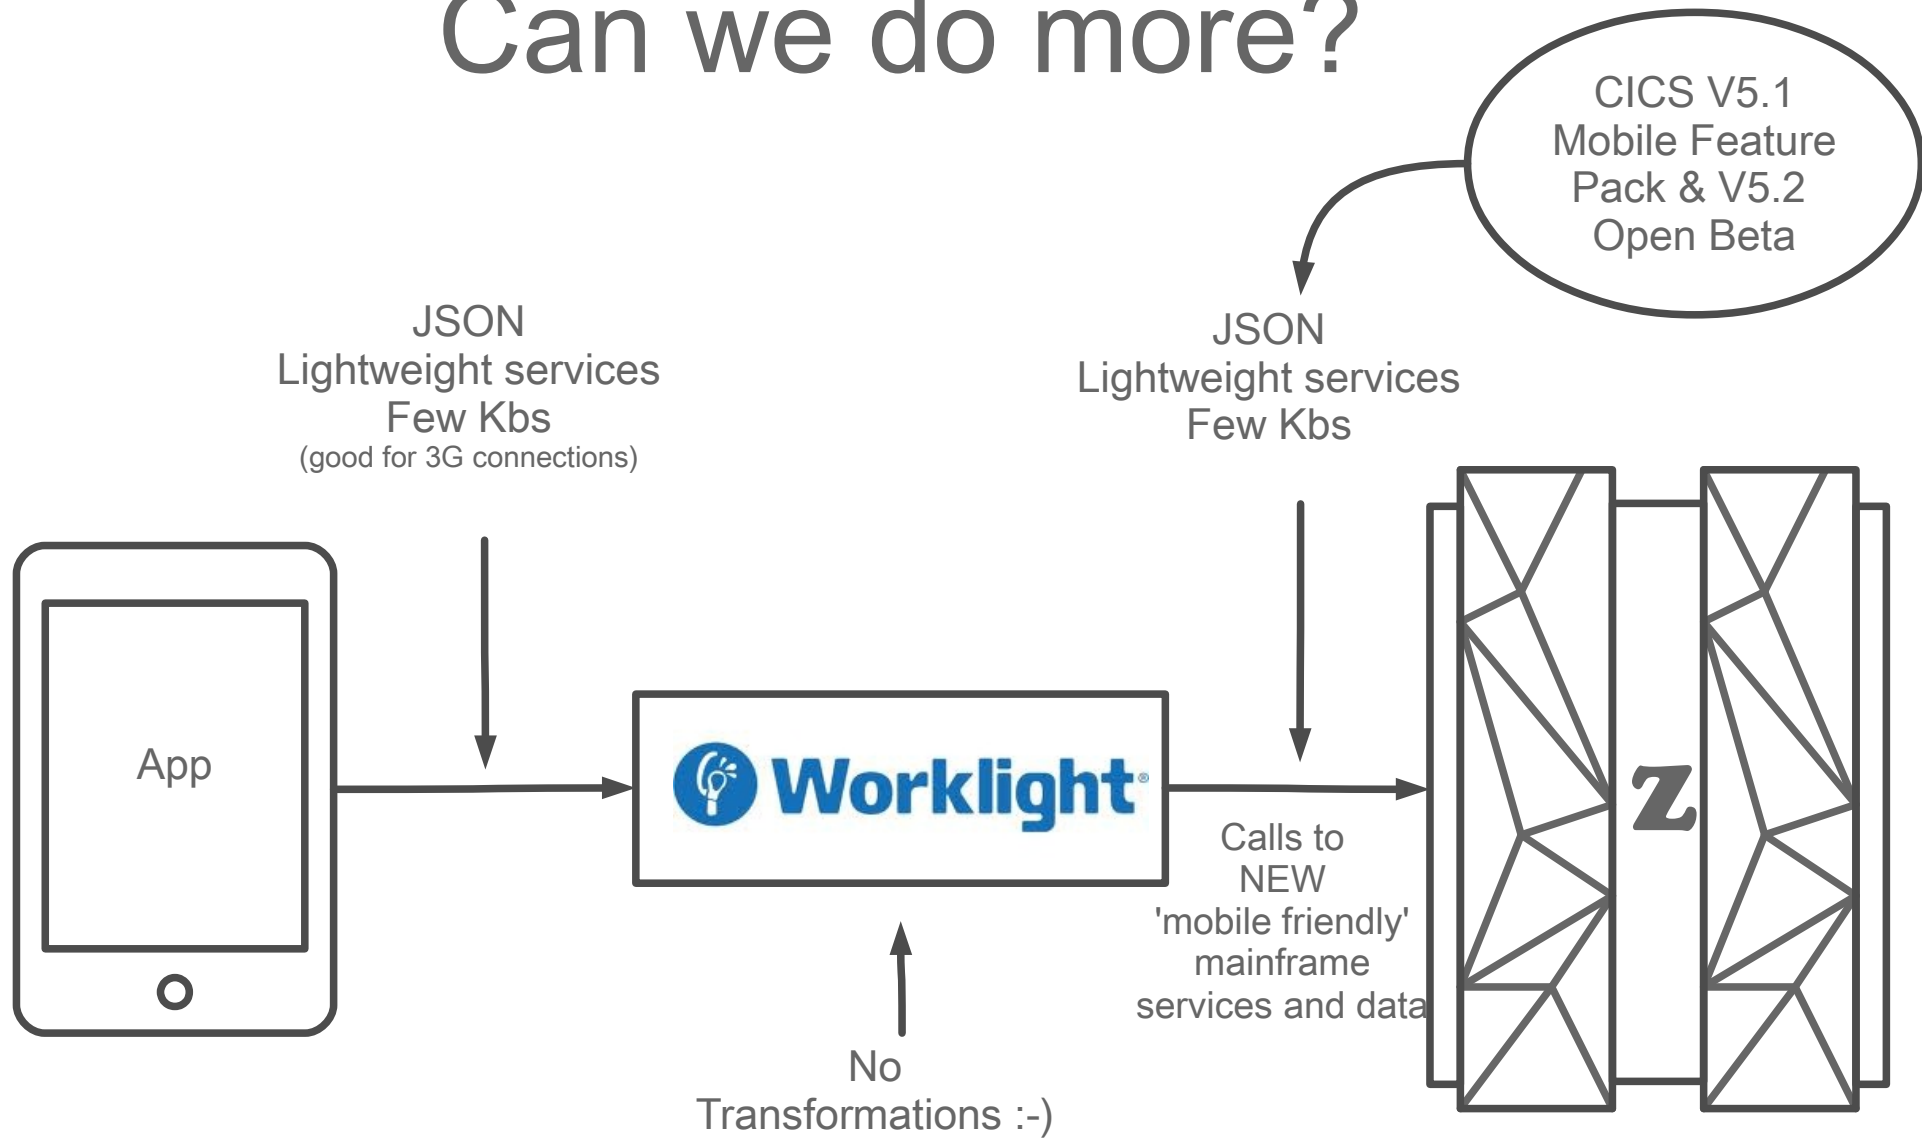 Can we do more?
CICS V5.1
Mobile Feature
Pack & V5.2
Open Beta
JSON
Lightweight services
Few Kbs
(good for 3G connections)
JSON
Lightweight services
Few Kbs
App
Worklight®
z
Calls to
NEW
'mobile friendly'
mainframe
services and data
No
Transformations :-)